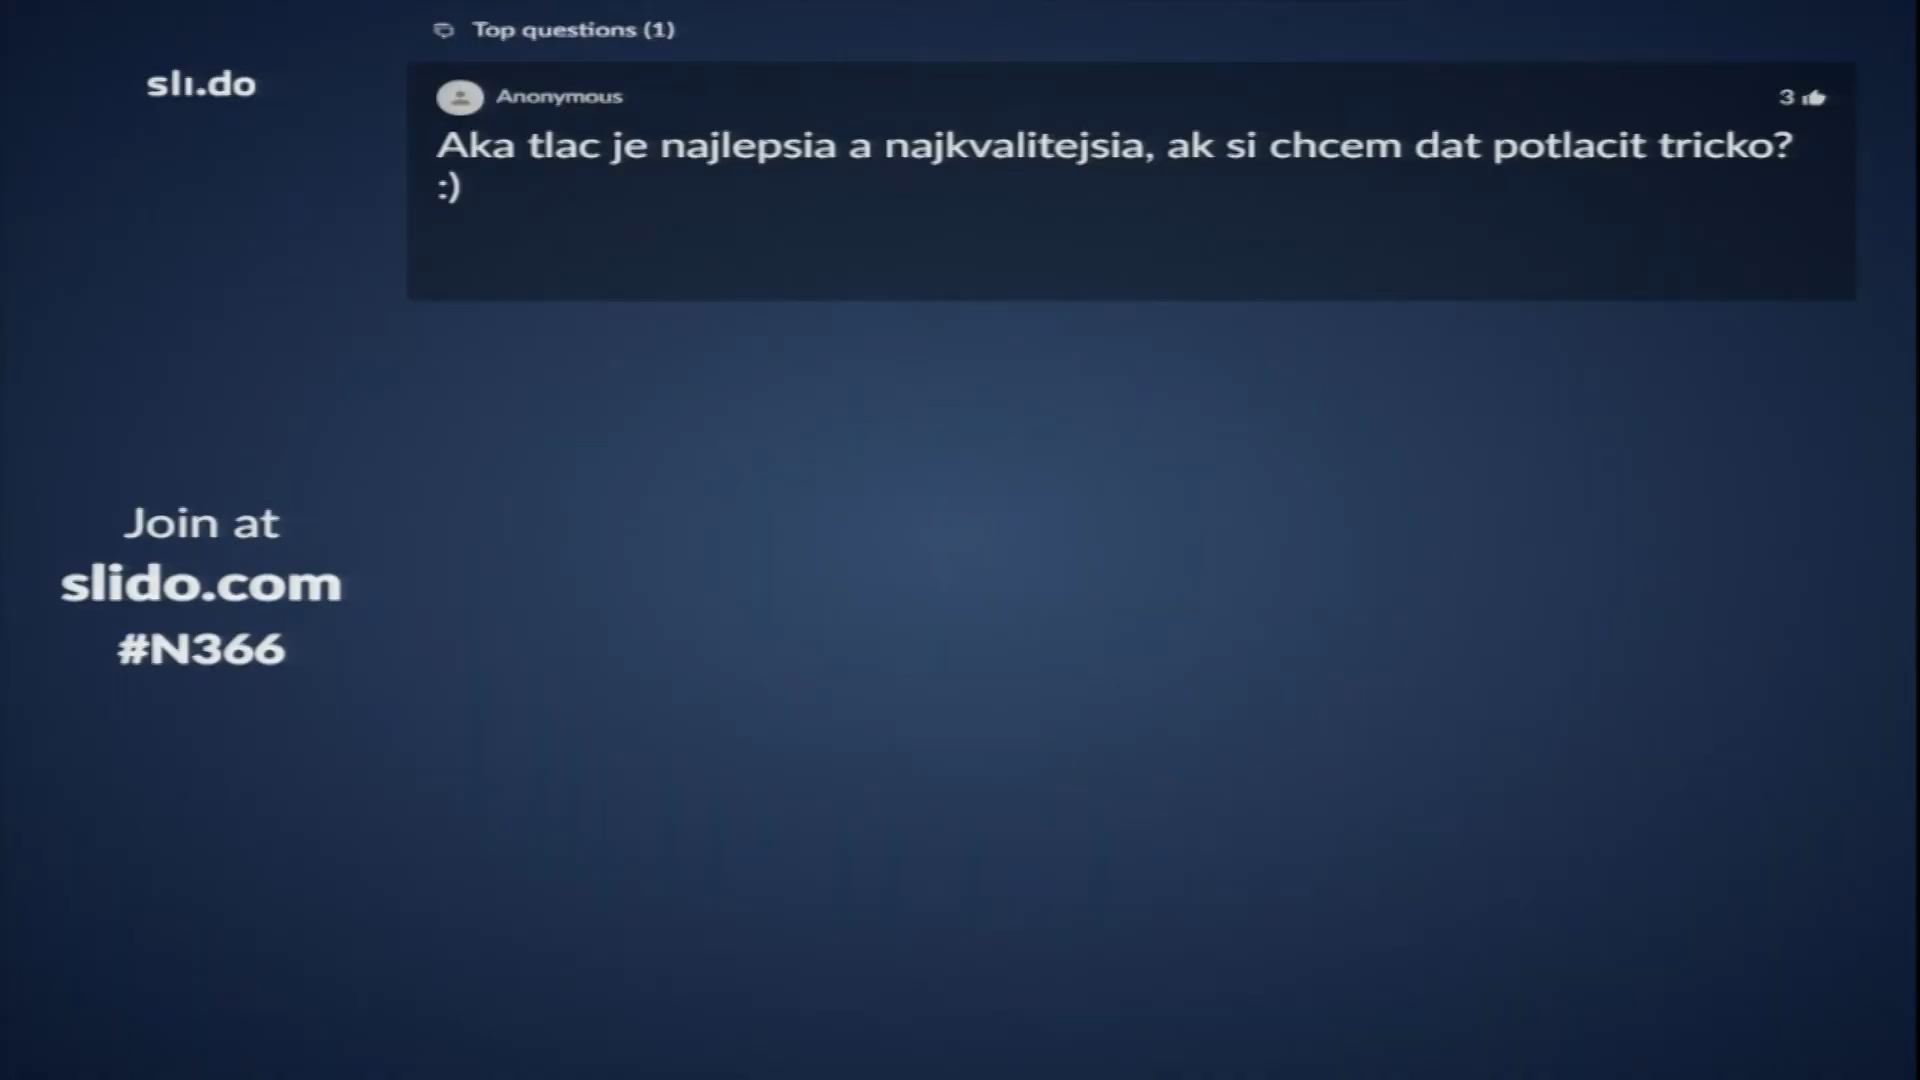 Top questions (1)
slı.do
Anonymous
3
Aka tlac je najlepsia a najkvalitejsia, ak si chcem dat potlacit tricko?
:)
Join at
slido.com
#N366